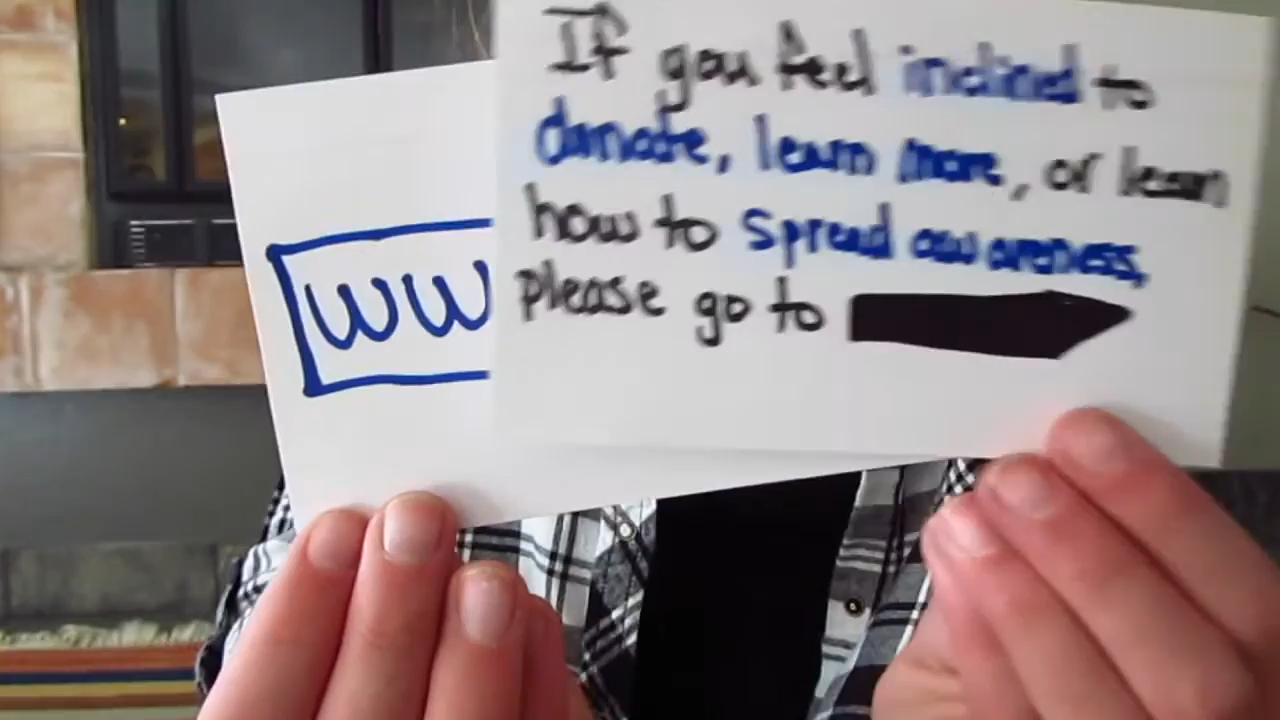 If you feel inclined to
donate, learn more, or learn
how to spread awareness,
please go to
WW